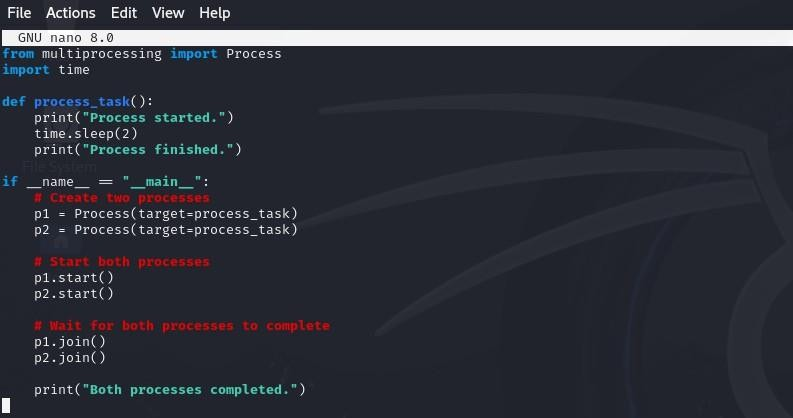 File Actions Edit View Help
GNU nano 8.0
from multiprocessing import Process
import time
def process_task():
    print("Process started.")
    time.sleep(2)
    print("Process finished.")
File System
if __name__ == "__main__":
    # Create two processes
    p1 = Process(target=process_task)
    p2 = Process(target=process_task)
    # Start both processes
    p1.start()
    p2.start()
    # Wait for both processes to complete
    p1.join()
    p2.join()
    print("Both processes completed.")